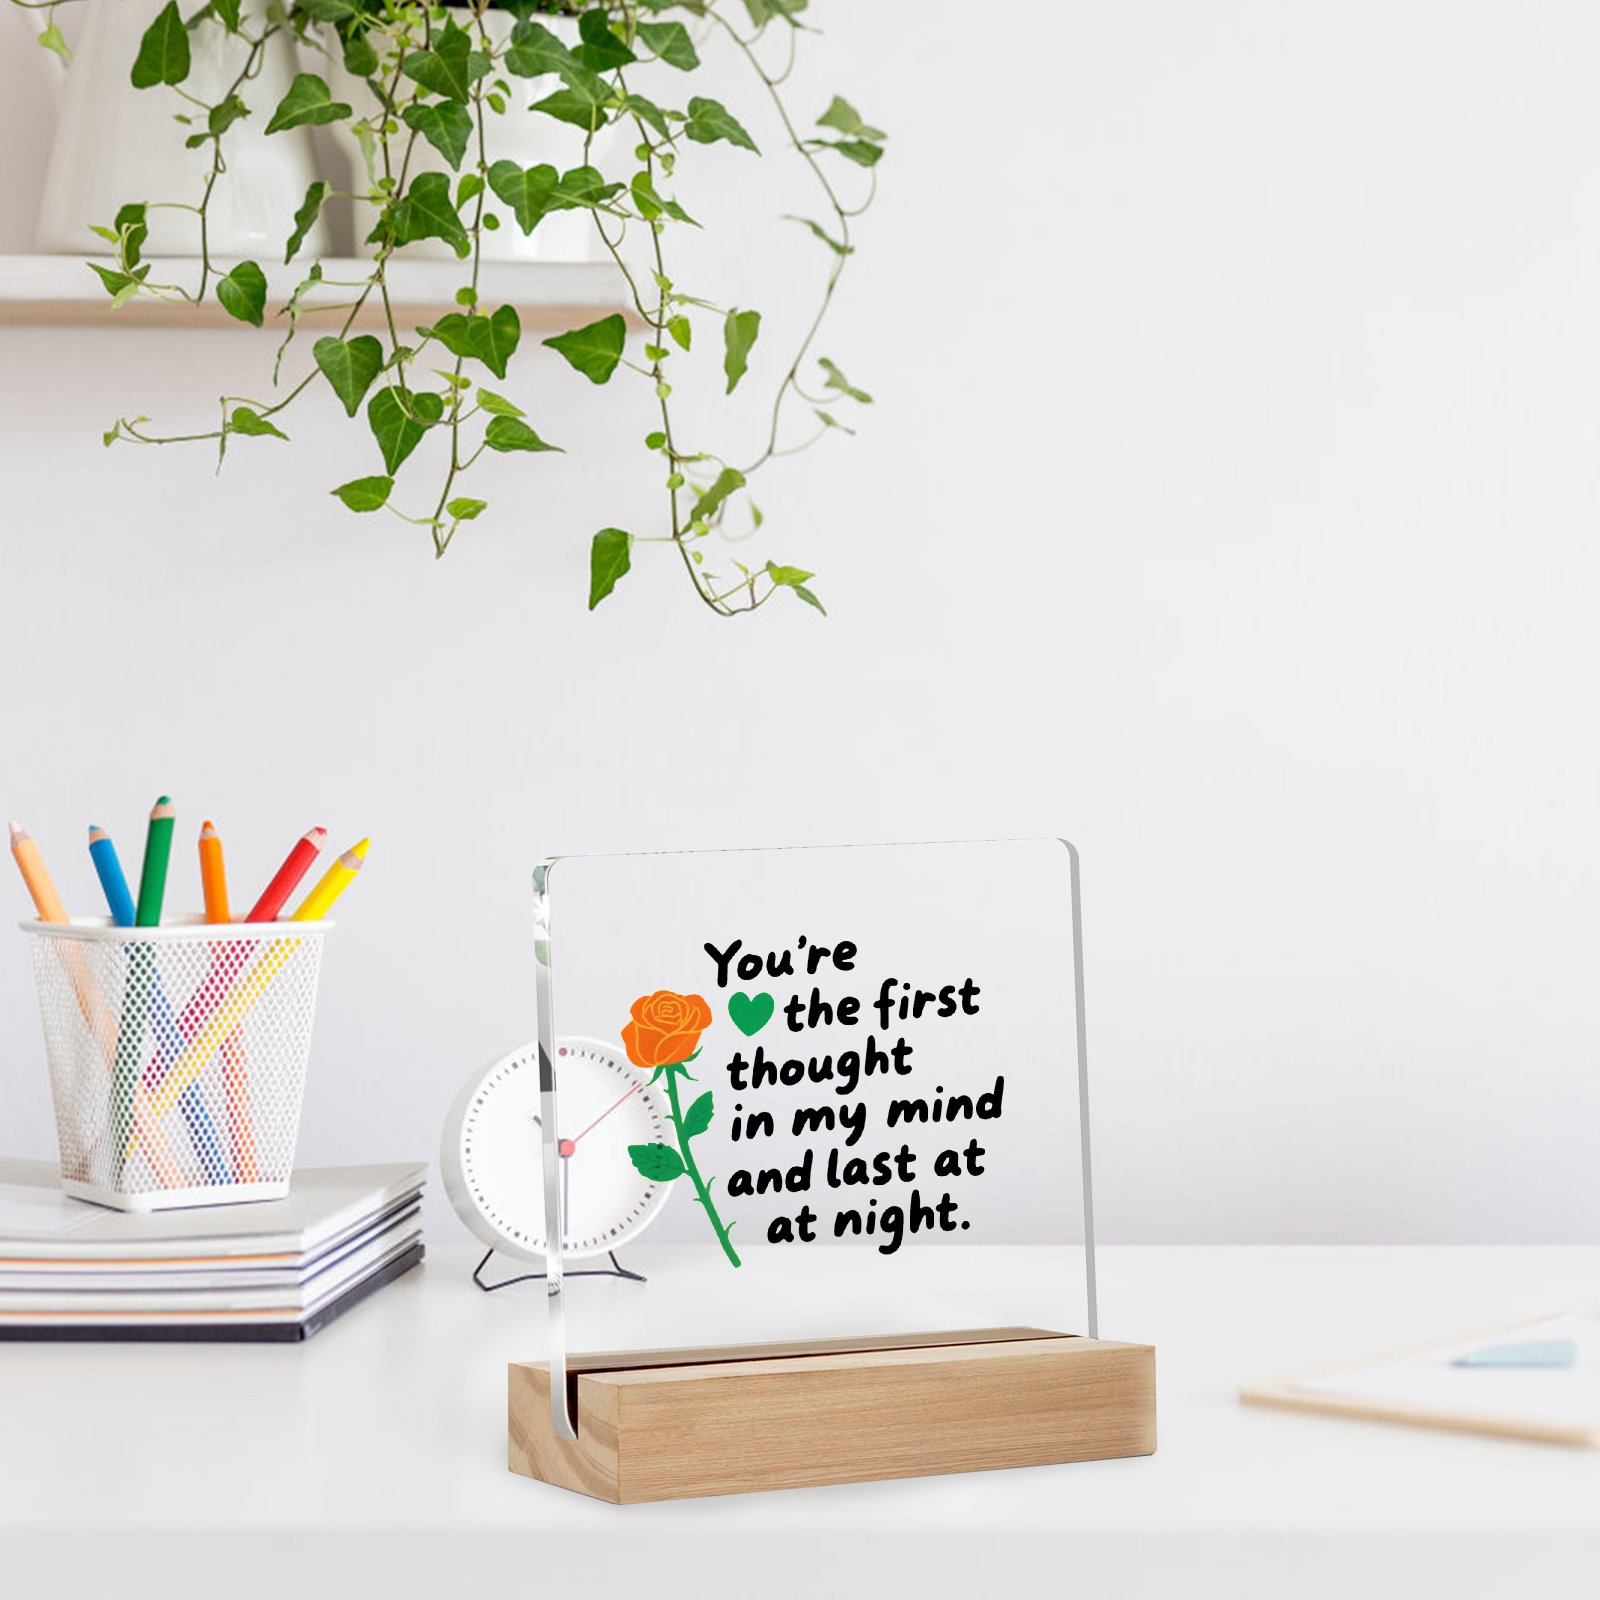 You're
the first
thought
in my mind
and last at
at night.